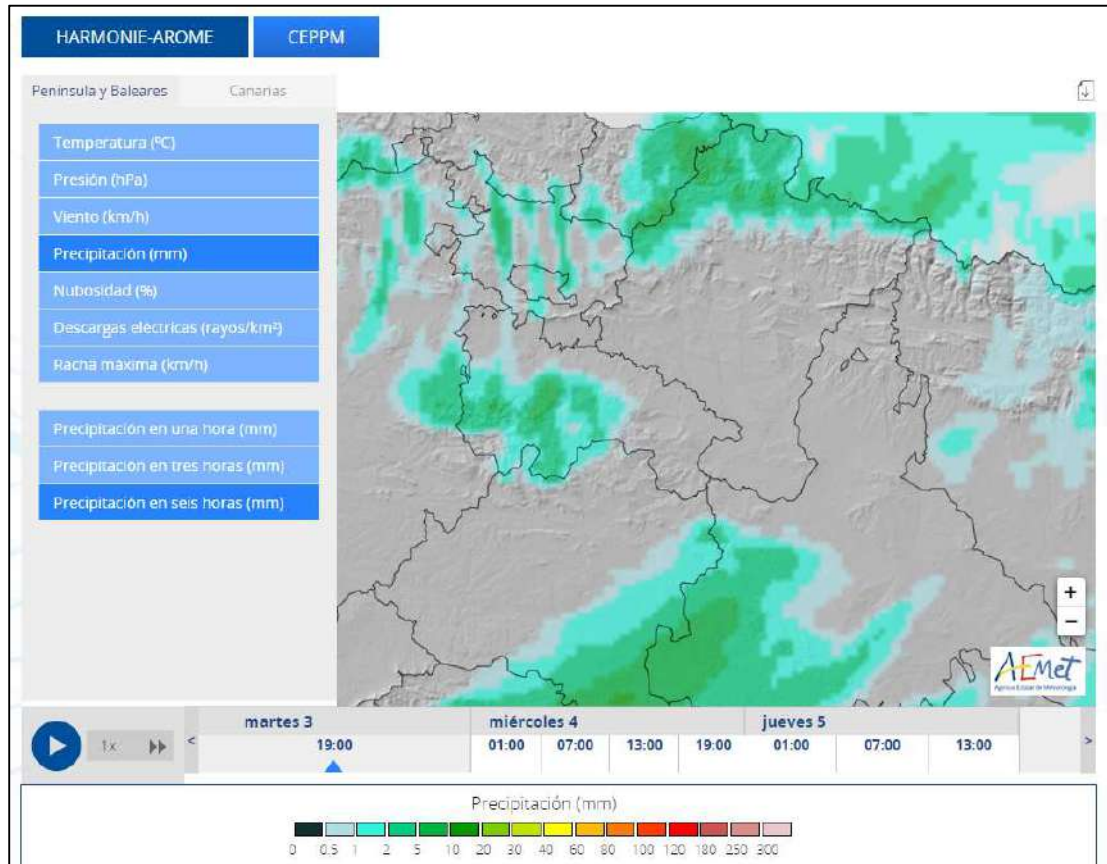 HARMONIE-AROME CEPPM
Península y Baleares Canarias
Temperatura (ºC)
Presión (hPa)
Viento (km/h)
Precipitación (mm)
Nubosidad (%)
Descargas eléctricas (rayos/km²)
Racha máxima (km/h)
Precipitación en una hora (mm)
Precipitación en tres horas (mm)
Precipitación en seis horas (mm)
+
−
AEMet
Agencia Estatal de Meteorología
martes 3 miércoles 4 jueves 5
1x < 19:00 01:00 07:00 13:00 19:00 01:00 07:00 13:00 >
Precipitación (mm)
0 0.5 1 2 5 10 20 30 40 60 80 100 120 180 250 300